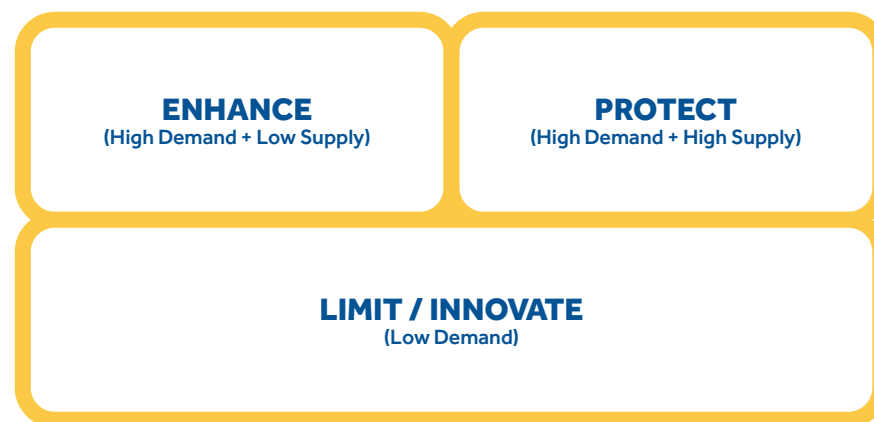 ENHANCE
(High Demand + Low Supply)
PROTECT
(High Demand + High Supply)
LIMIT / INNOVATE
(Low Demand)